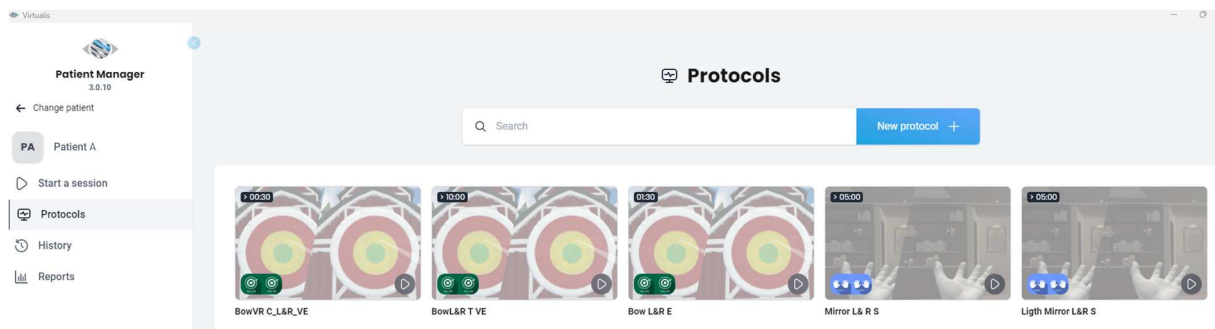 Virtualis
Patient Manager
3.0.10
Change patient
PA Patient A
Start a session
Protocols
History
Reports
Protocols
Search
New protocol +
> 00:30
> 10:00
01:30
> 05:00
> 05:00
BowVR C_L&R_VE
BowL&R T VE
Bow L&R E
Mirror L& R S
Ligth Mirror L&R S